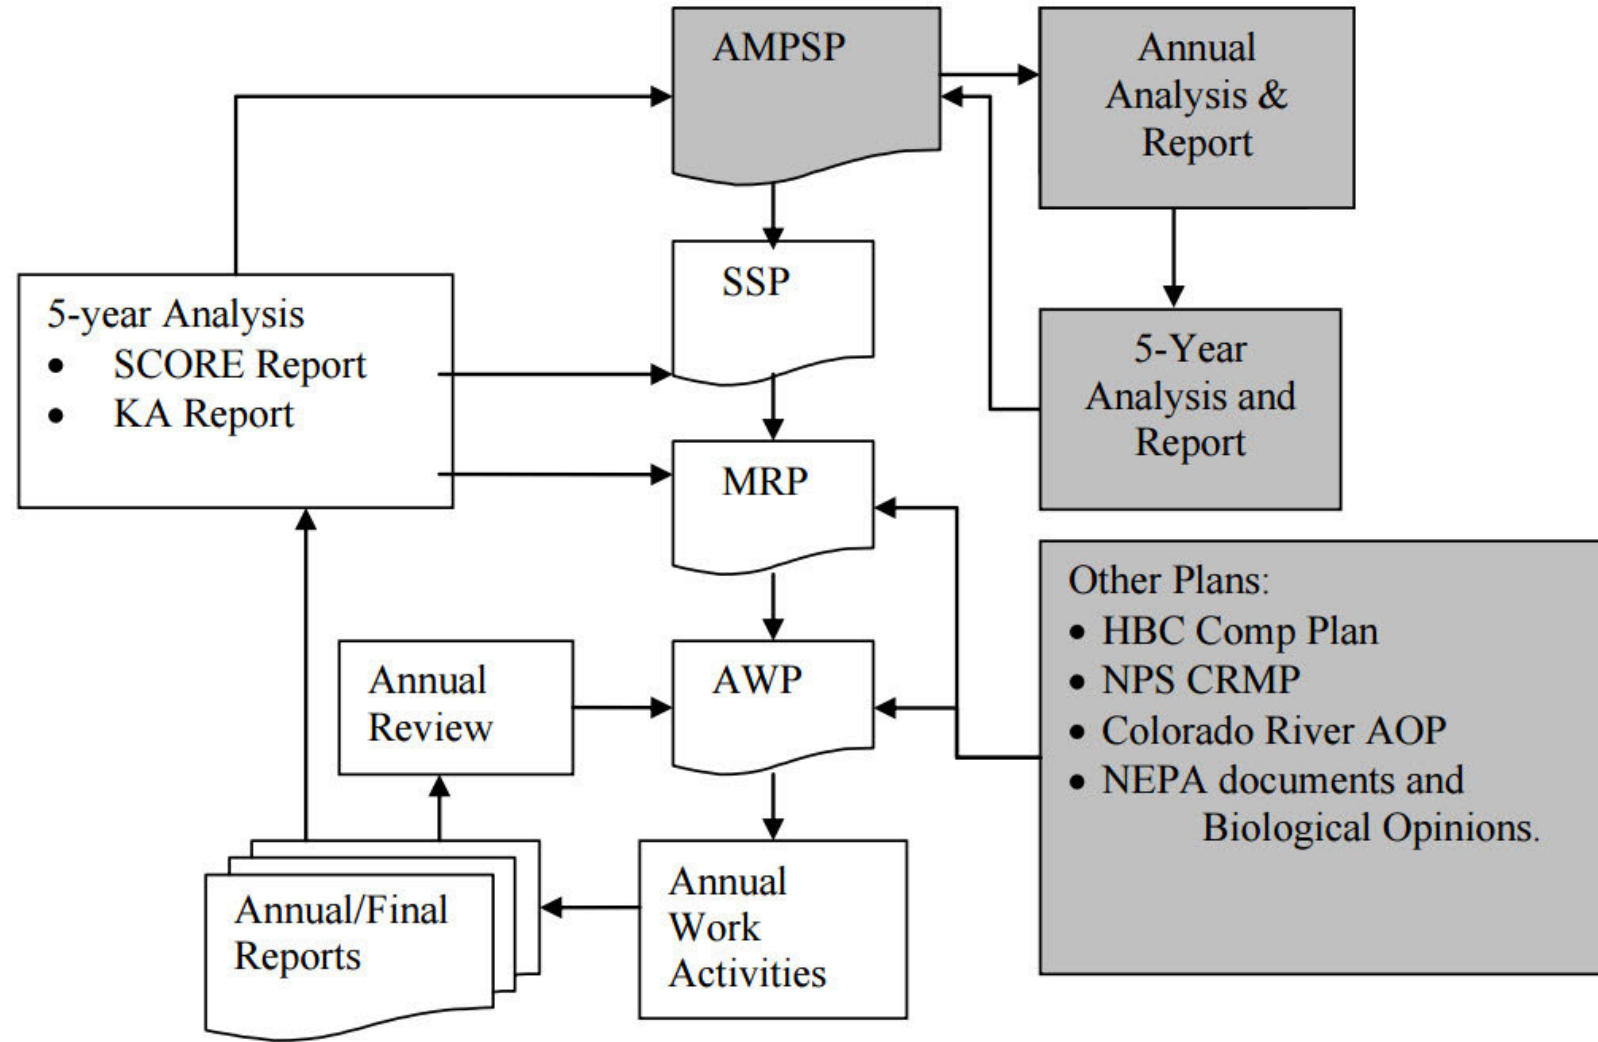 AMPSP
Annual
Analysis &
Report
SSP
5-year Analysis
• SCORE Report
• KA Report
5-Year
Analysis and
Report
MRP
Other Plans:
• HBC Comp Plan
• NPS CRMP
• Colorado River AOP
• NEPA documents and
Biological Opinions.
Annual
Review
AWP
Annual/Final
Reports
Annual
Work
Activities